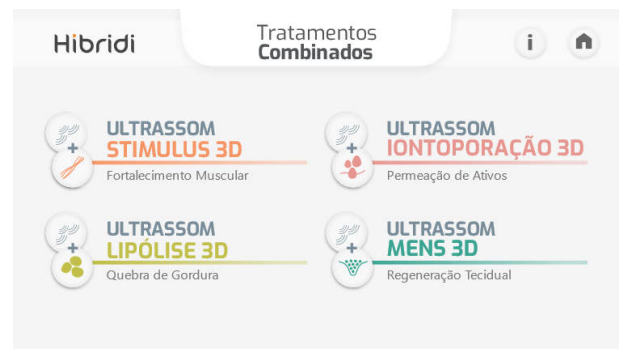 Hibridi
Tratamentos
Combinados
i
ULTRASSOM
STIMULUS 3D
Fortalecimento Muscular
ULTRASSOM
IONTOPORAÇÃO 3D
Permeação de Ativos
ULTRASSOM
LIPÓLISE 3D
Quebra de Gordura
ULTRASSOM
MENS 3D
Regeneração Tecidual